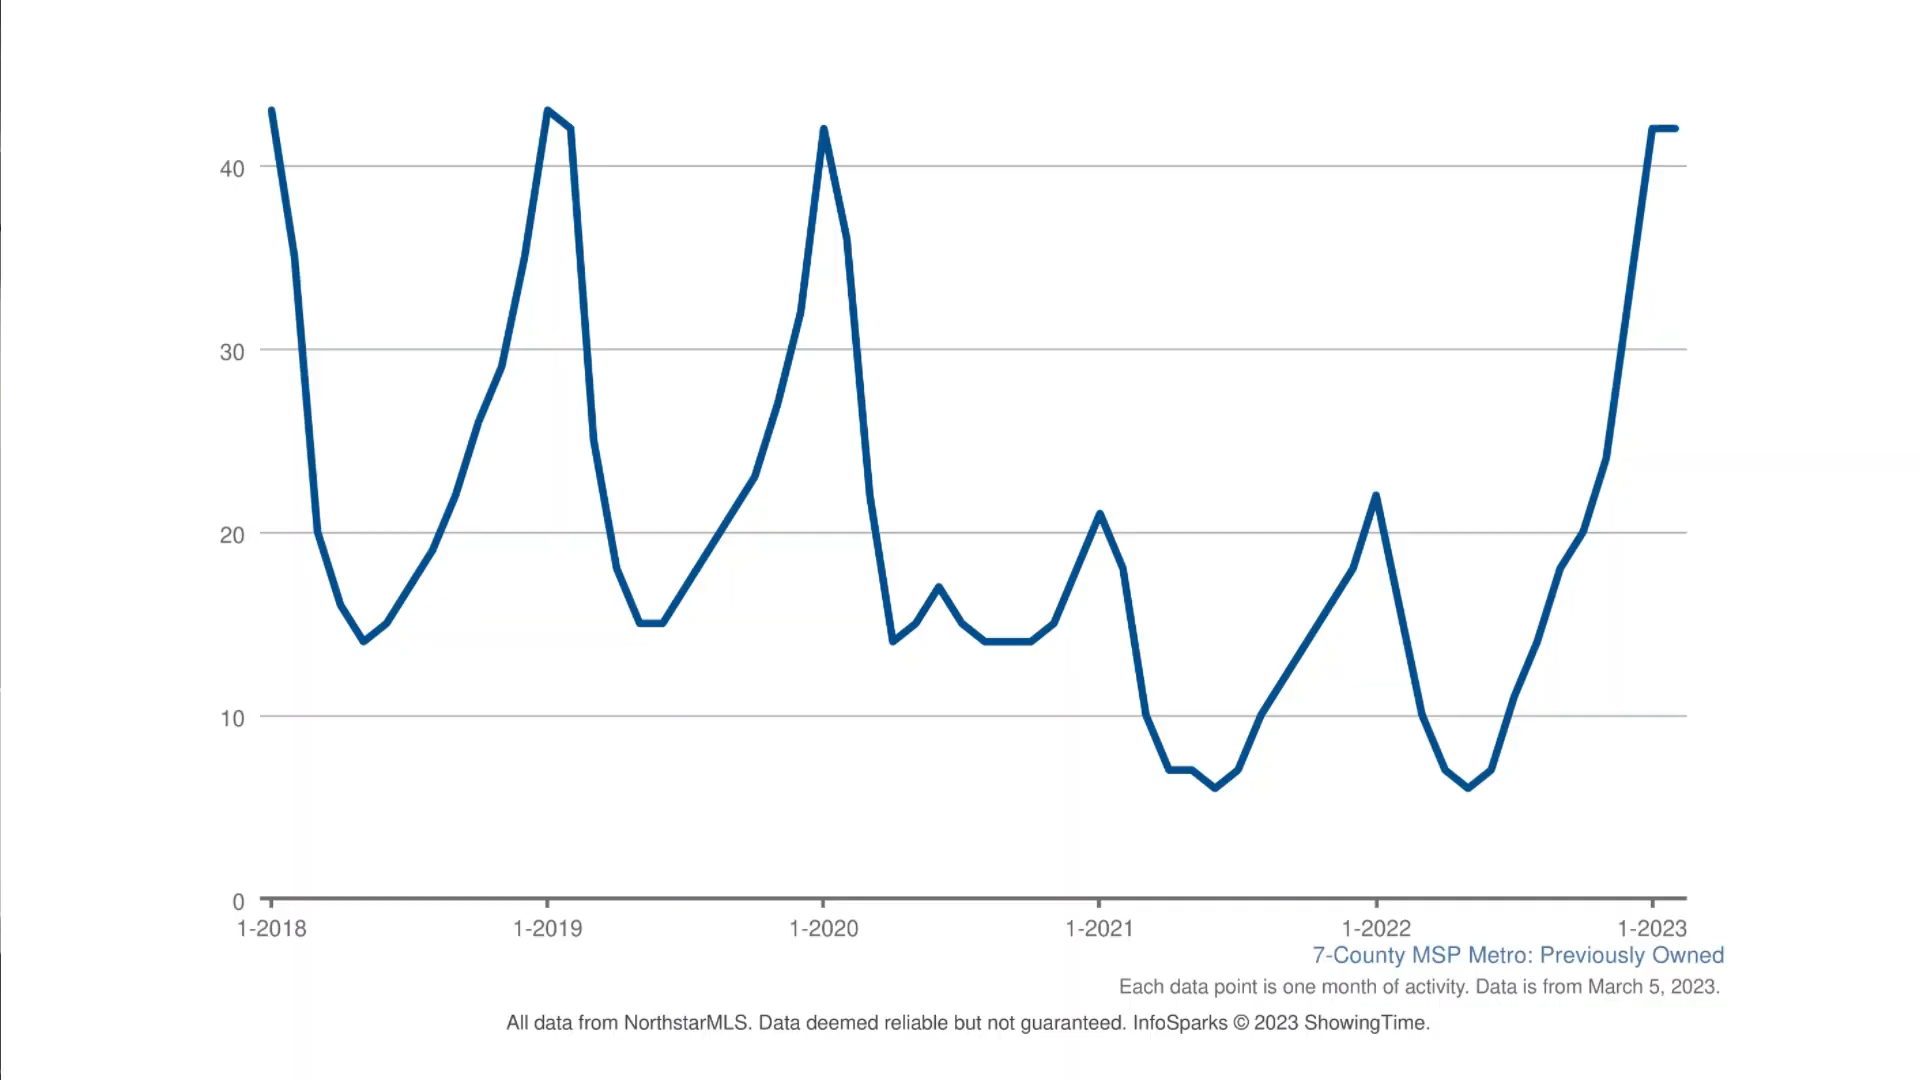 40
30
20
10
0
1-2018 1-2019 1-2020 1-2021 1-2022 1-2023
7-County MSP Metro: Previously Owned
Each data point is one month of activity. Data is from March 5, 2023.
All data from NorthstarMLS. Data deemed reliable but not guaranteed. InfoSparks © 2023 ShowingTime.